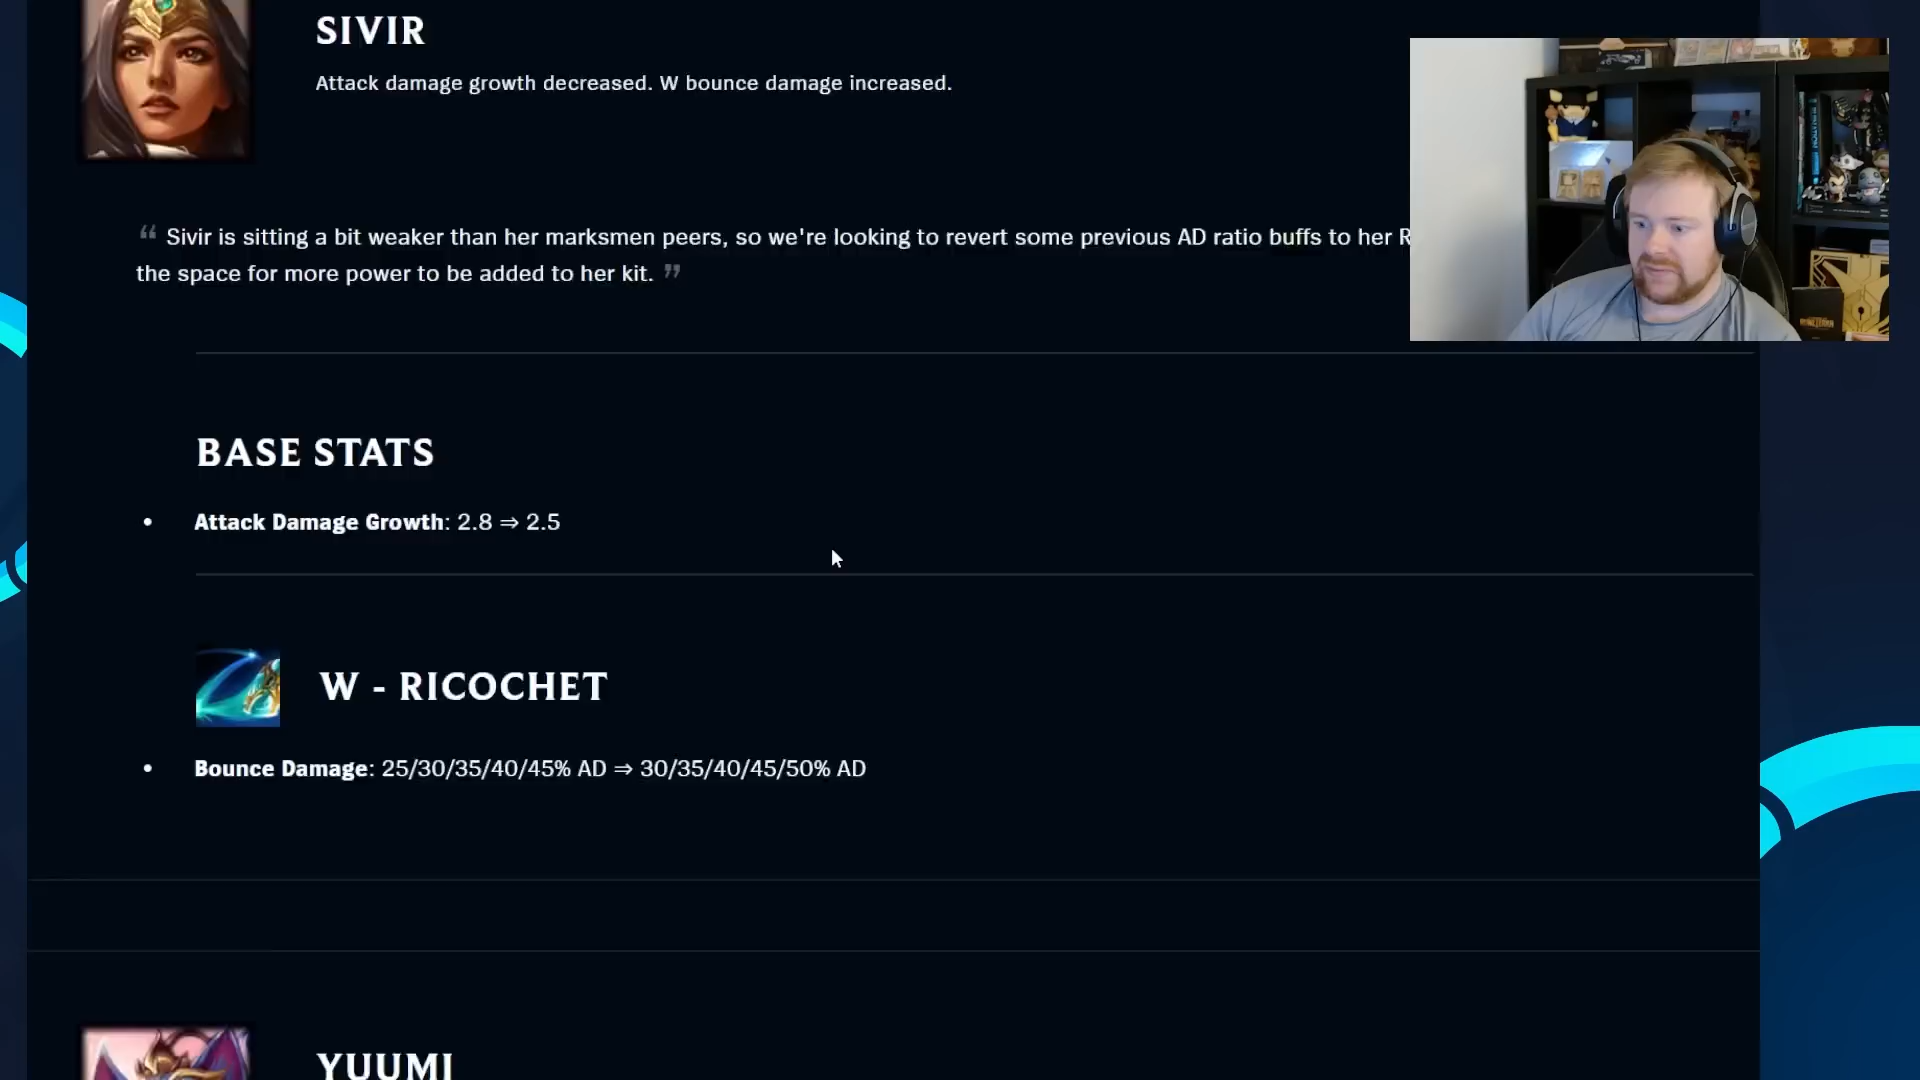 SIVIR
Attack damage growth decreased. W bounce damage increased.
“ Sivir is sitting a bit weaker than her marksmen peers, so we're looking to revert some previous AD ratio buffs to her R
the space for more power to be added to her kit. ”
BASE STATS
• Attack Damage Growth: 2.8 ⇒ 2.5
W - RICOCHET
• Bounce Damage: 25/30/35/40/45% AD ⇒ 30/35/40/45/50% AD
YUUMI